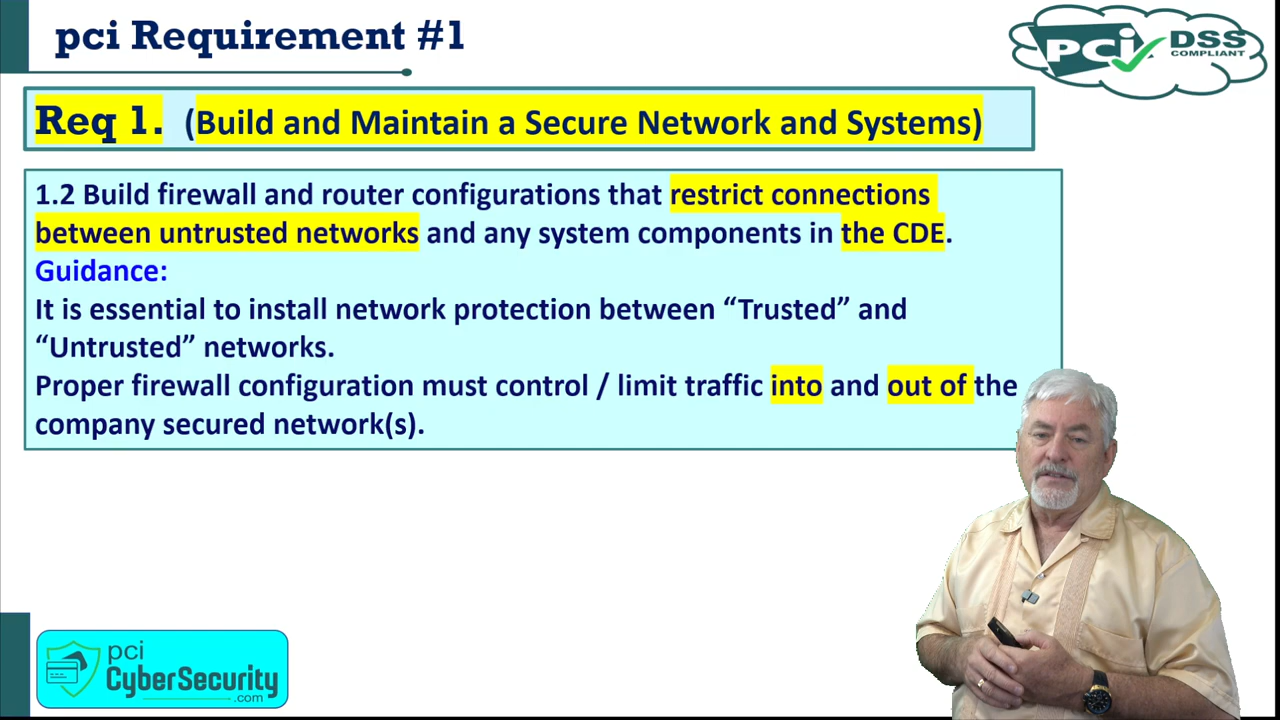 pci Requirement #1
PCi DSS
COMPLIANT
Req 1. (Build and Maintain a Secure Network and Systems)
1.2 Build firewall and router configurations that restrict connections
between untrusted networks and any system components in the CDE.
Guidance:
It is essential to install network protection between “Trusted” and
“Untrusted” networks.
Proper firewall configuration must control / limit traffic into and out of the
company secured network(s).
pci
CyberSecurity
.com